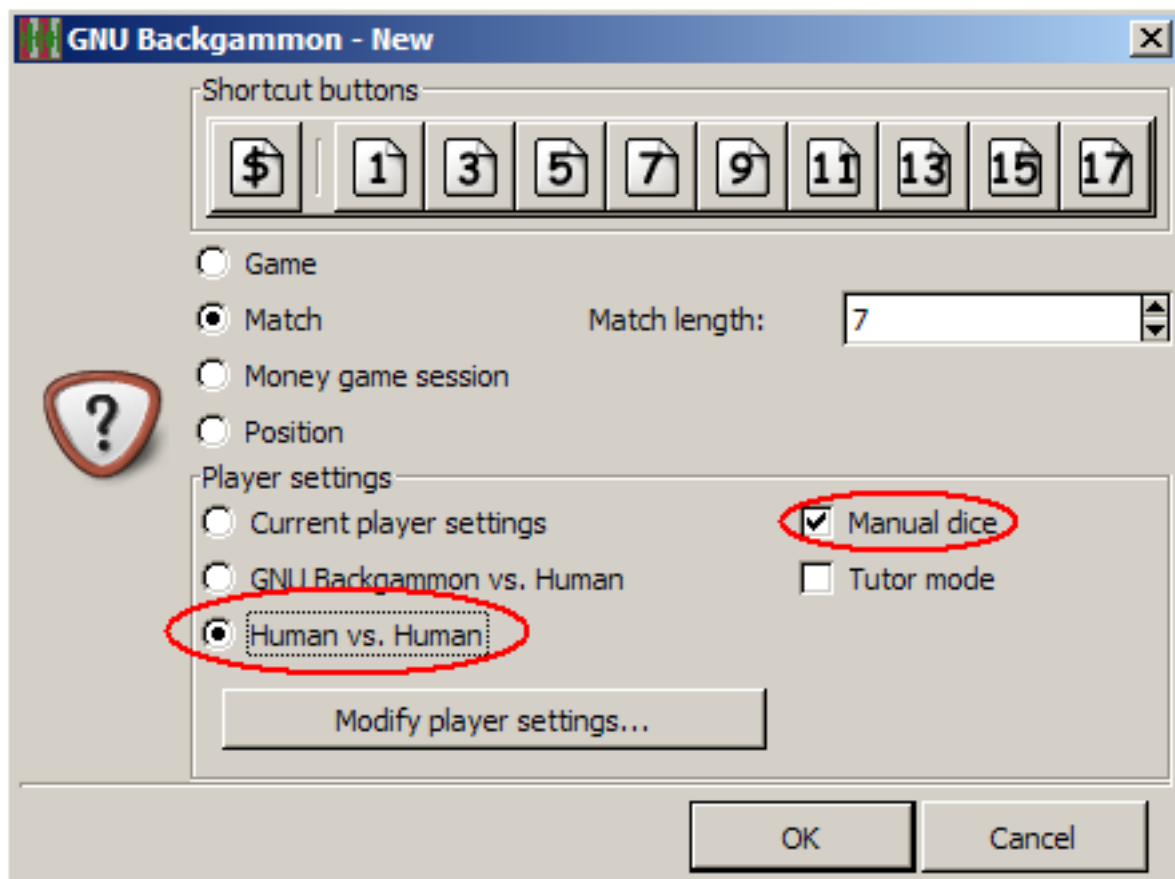 GNU Backgammon - New
Shortcut buttons
$ 1 3 5 7 9 11 13 15 17
Game
Match Match length: 7
Money game session
?
Position
Player settings
Current player settings Manual dice
GNU Backgammon vs. Human Tutor mode
Human vs. Human
Modify player settings...
OK Cancel